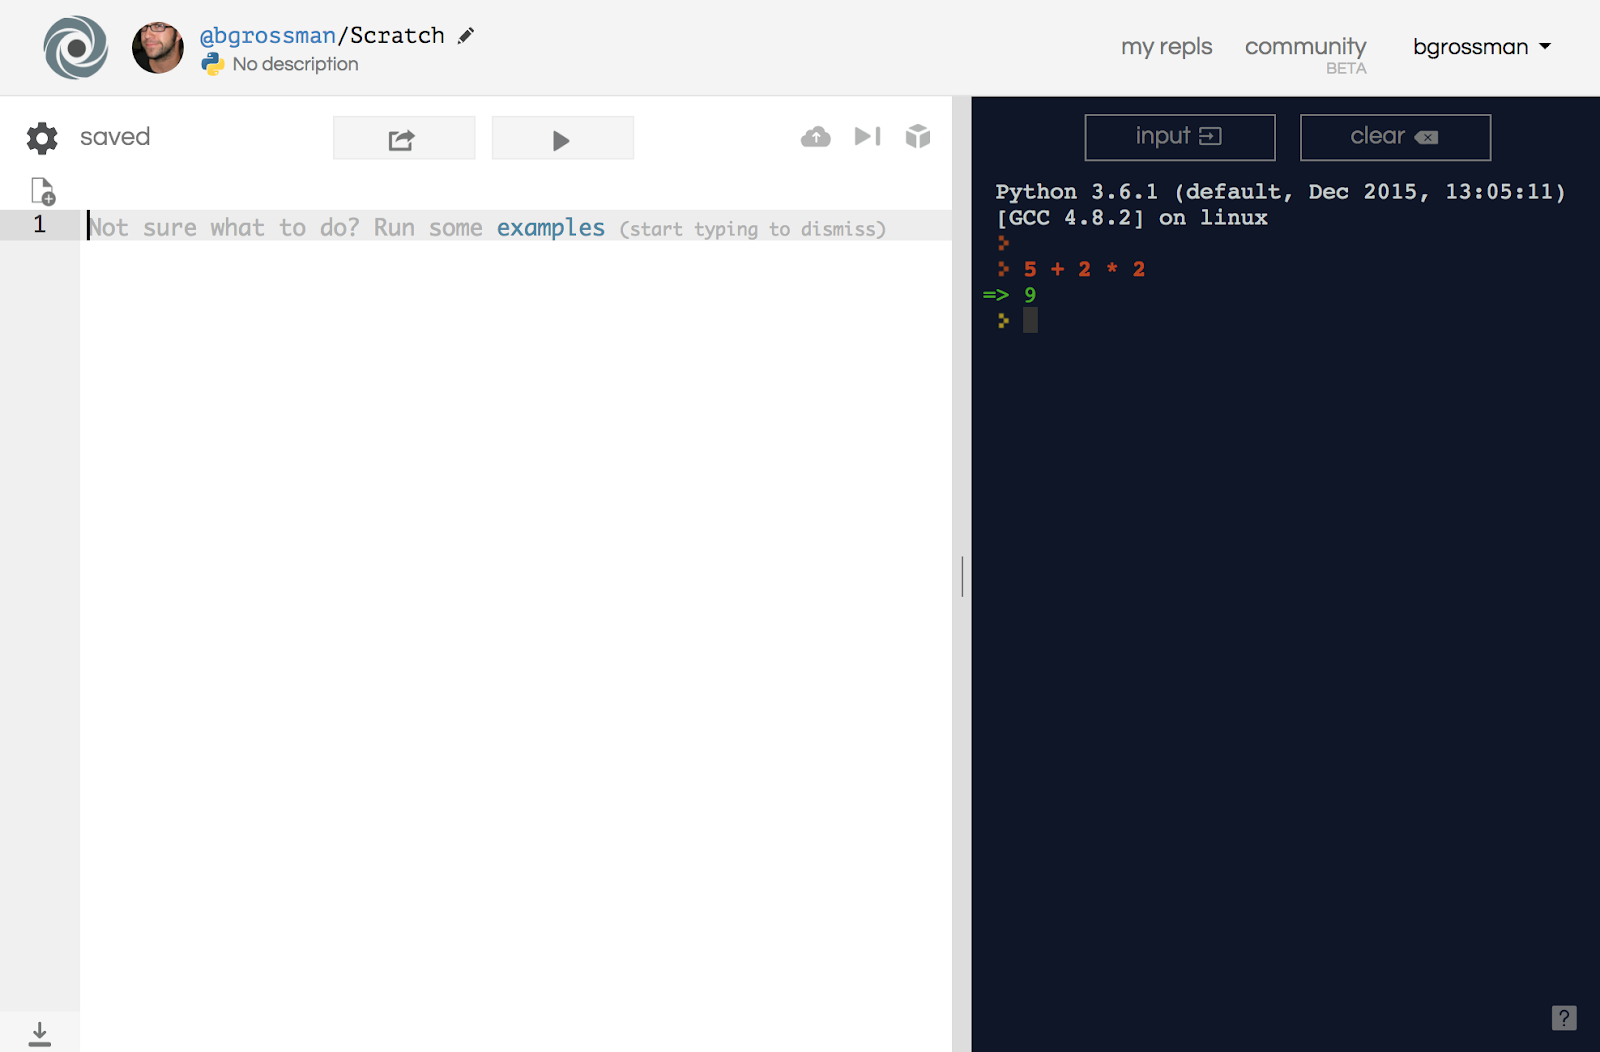 @bgrossman/Scratch
No description
my repls
community
BETA
bgrossman
saved
1
Not sure what to do? Run some examples (start typing to dismiss)
input
clear
Python 3.6.1 (default, Dec 2015, 13:05:11)
[GCC 4.8.2] on linux
>
> 5 + 2 * 2
=> 9
>
?